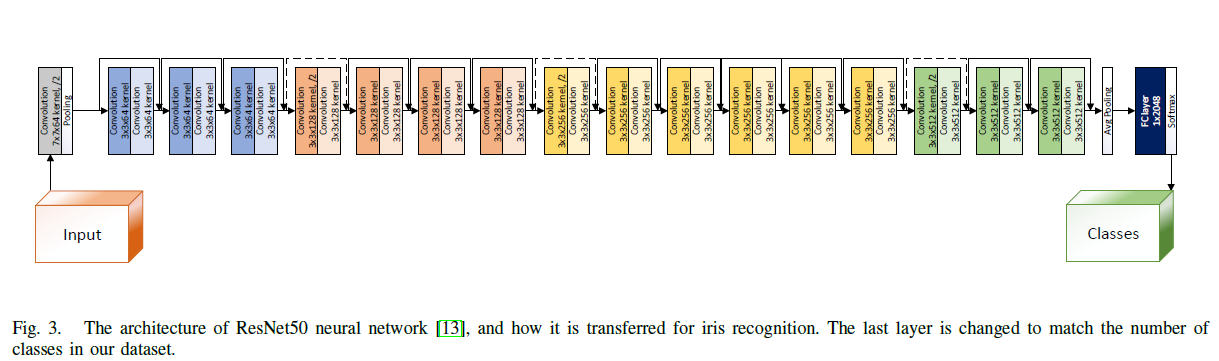 Convolution
7x7x64 kernel, /2
Pooling
Convolution
3x3x64 kernel
Convolution
3x3x64 kernel
Convolution
3x3x64 kernel
Convolution
3x3x64 kernel
Convolution
3x3x64 kernel
Convolution
3x3x64 kernel
Convolution
3x3x128 kernel, /2
Convolution
3x3x128 kernel
Convolution
3x3x128 kernel
Convolution
3x3x128 kernel
Convolution
3x3x128 kernel
Convolution
3x3x128 kernel
Convolution
3x3x128 kernel
Convolution
3x3x128 kernel
Convolution
3x3x256 kernel, /2
Convolution
3x3x256 kernel
Convolution
3x3x256 kernel
Convolution
3x3x256 kernel
Convolution
3x3x256 kernel
Convolution
3x3x256 kernel
Convolution
3x3x256 kernel
Convolution
3x3x256 kernel
Convolution
3x3x256 kernel
Convolution
3x3x256 kernel
Convolution
3x3x256 kernel
Convolution
3x3x256 kernel
Convolution
3x3x512 kernel, /2
Convolution
3x3x512 kernel
Convolution
3x3x512 kernel
Convolution
3x3x512 kernel
Convolution
3x3x512 kernel
Convolution
3x3x512 kernel
Avg Pooling
FC layer
1x2048
Softmax
Input
Classes
Fig. 3. The architecture of ResNet50 neural network [13], and how it is transferred for iris recognition. The last layer is changed to match the number of
classes in our dataset.